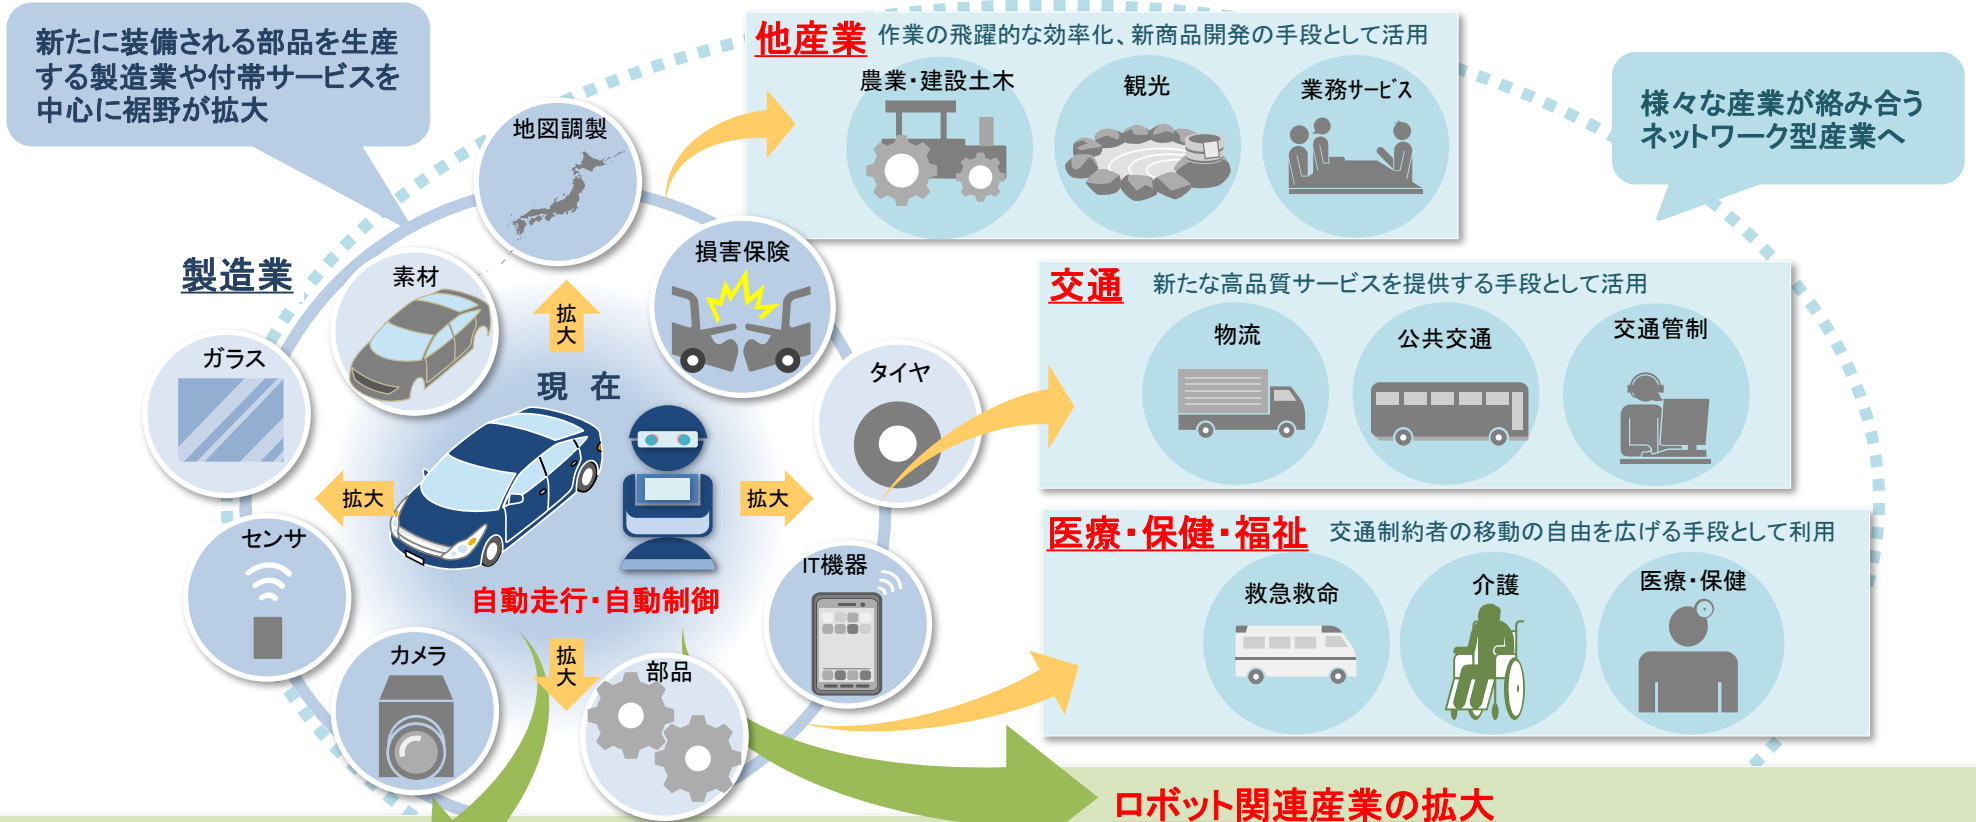 新たに装備される部品を生産
する製造業や付帯サービスを
中心に裾野が拡大
他産業
作業の飛躍的な効率化、新商品開発の手段として活用
農業・建設土木
観光
業務サービス
様々な産業が絡み合う
ネットワーク型産業へ
地図調製
損害保険
製造業
素材
拡大
交通
新たな高品質サービスを提供する手段として活用
物流
公共交通
交通管制
ガラス
現 在
タイヤ
拡大
拡大
医療・保健・福祉
交通制約者の移動の自由を広げる手段として利用
センサ
IT機器
救急救命
介護
医療・保健
自動走行・自動制御
カメラ
拡大
部品
ロボット関連産業の拡大